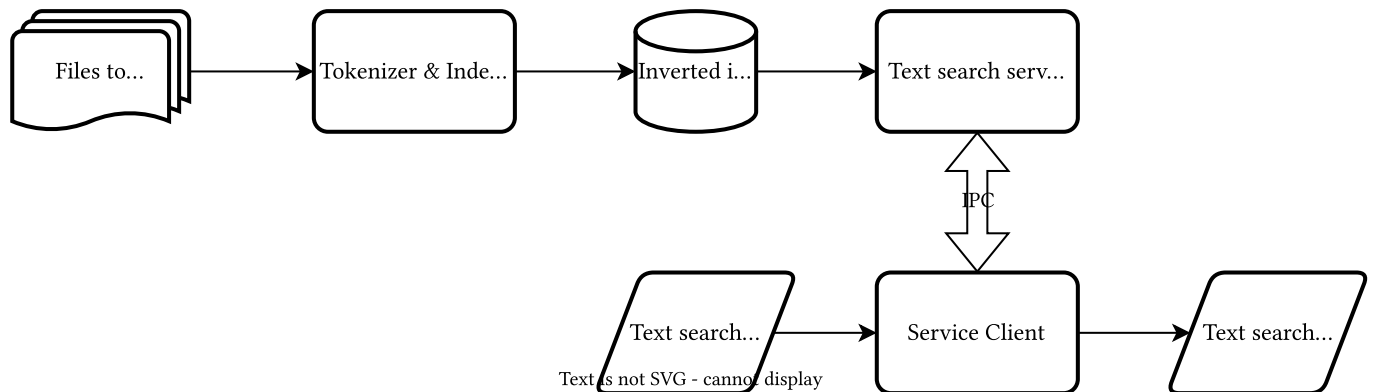 Files to...
Tokenizer & Inde...
Inverted i...
Text search serv...
IPC
Text search...
Service Client
Text search...
Text is not SVG - cannot display